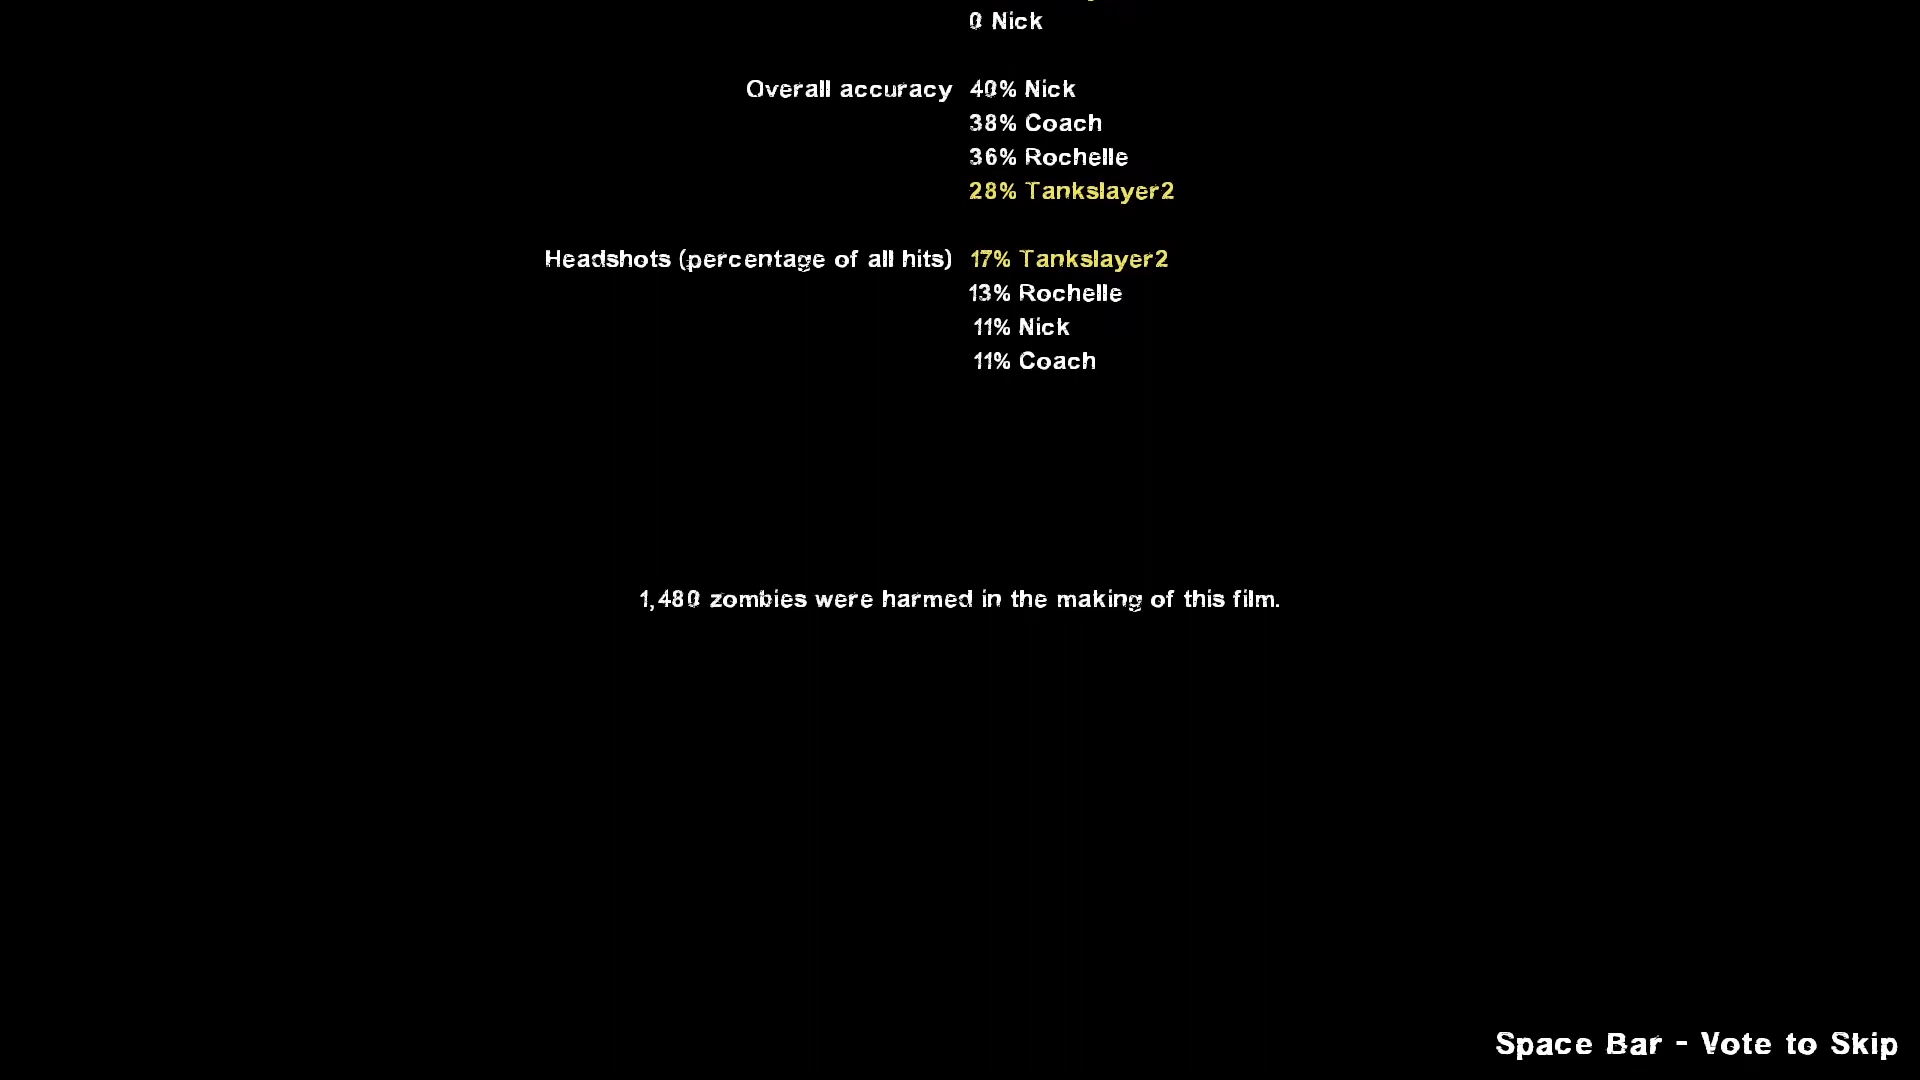 0 Nick
Overall accuracy 40% Nick
38% Coach
36% Rochelle
28% Tankslayer2
Headshots (percentage of all hits) 17% Tankslayer2
13% Rochelle
11% Nick
11% Coach
1,480 zombies were harmed in the making of this film.
Space Bar - Vote to Skip